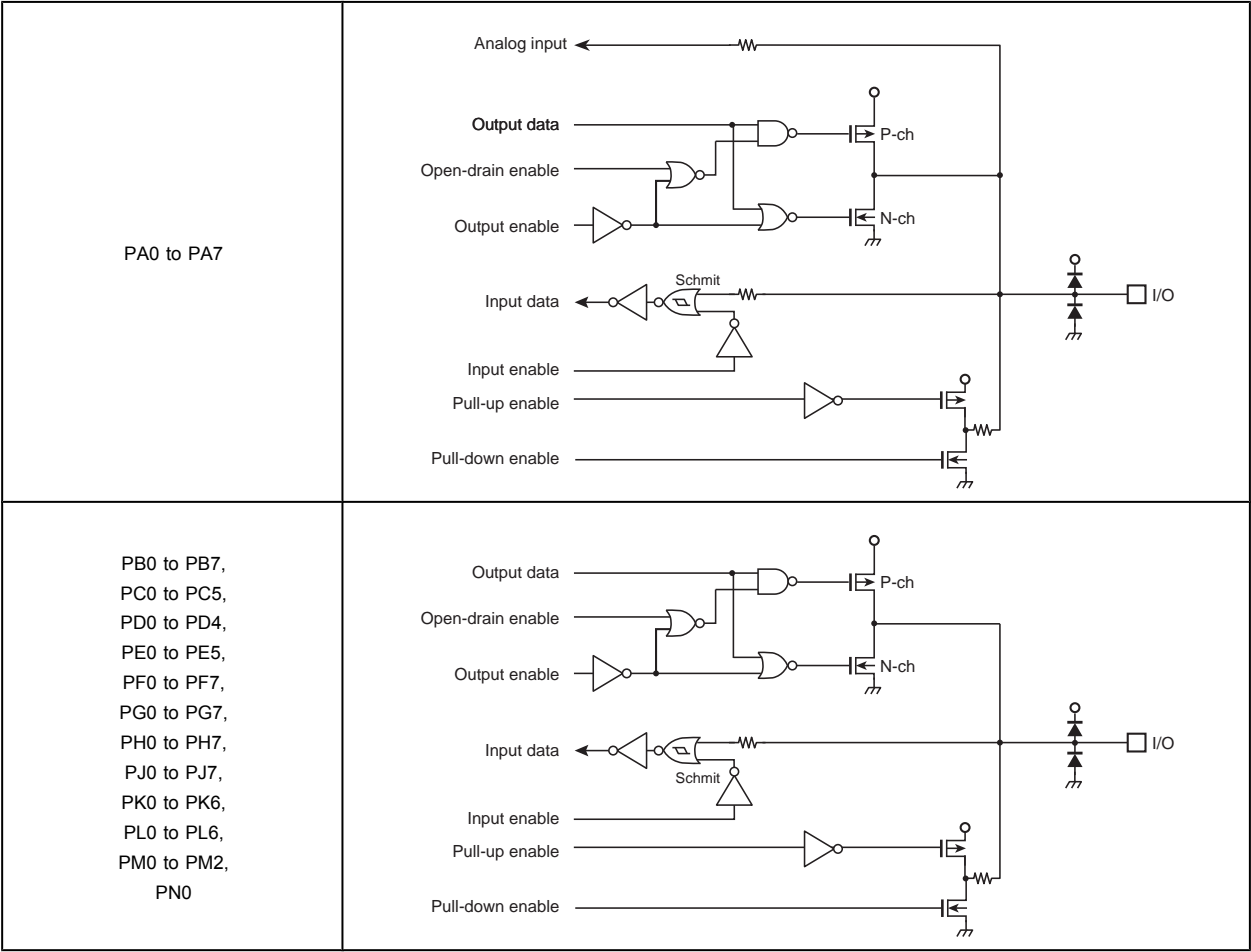 PA0 to PA7
Analog input
Output data
P-ch
Open-drain enable
Output enable
N-ch
Schmit
Input data
I/O
Input enable
Pull-up enable
Pull-down enable
PB0 to PB7,
PC0 to PC5,
PD0 to PD4,
PE0 to PE5,
PF0 to PF7,
PG0 to PG7,
PH0 to PH7,
PJ0 to PJ7,
PK0 to PK6,
PL0 to PL6,
PM0 to PM2,
PN0
Output data
P-ch
Open-drain enable
Output enable
N-ch
Input data
I/O
Schmit
Input enable
Pull-up enable
Pull-down enable